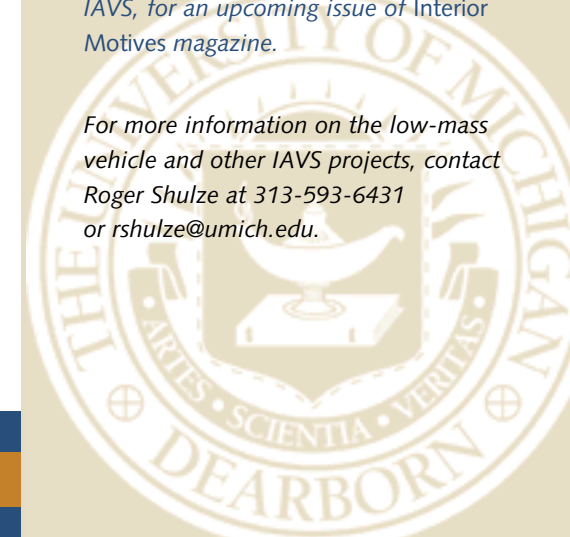 IAVS, for an upcoming issue of Interior
Motives magazine.
For more information on the low-mass
vehicle and other IAVS projects, contact
Roger Shulze at 313-593-6431
or rshulze@umich.edu.
THE UNIVERSITY OF MICHIGAN
ARTES • SCIENTIA • VERITAS
DEARBORN